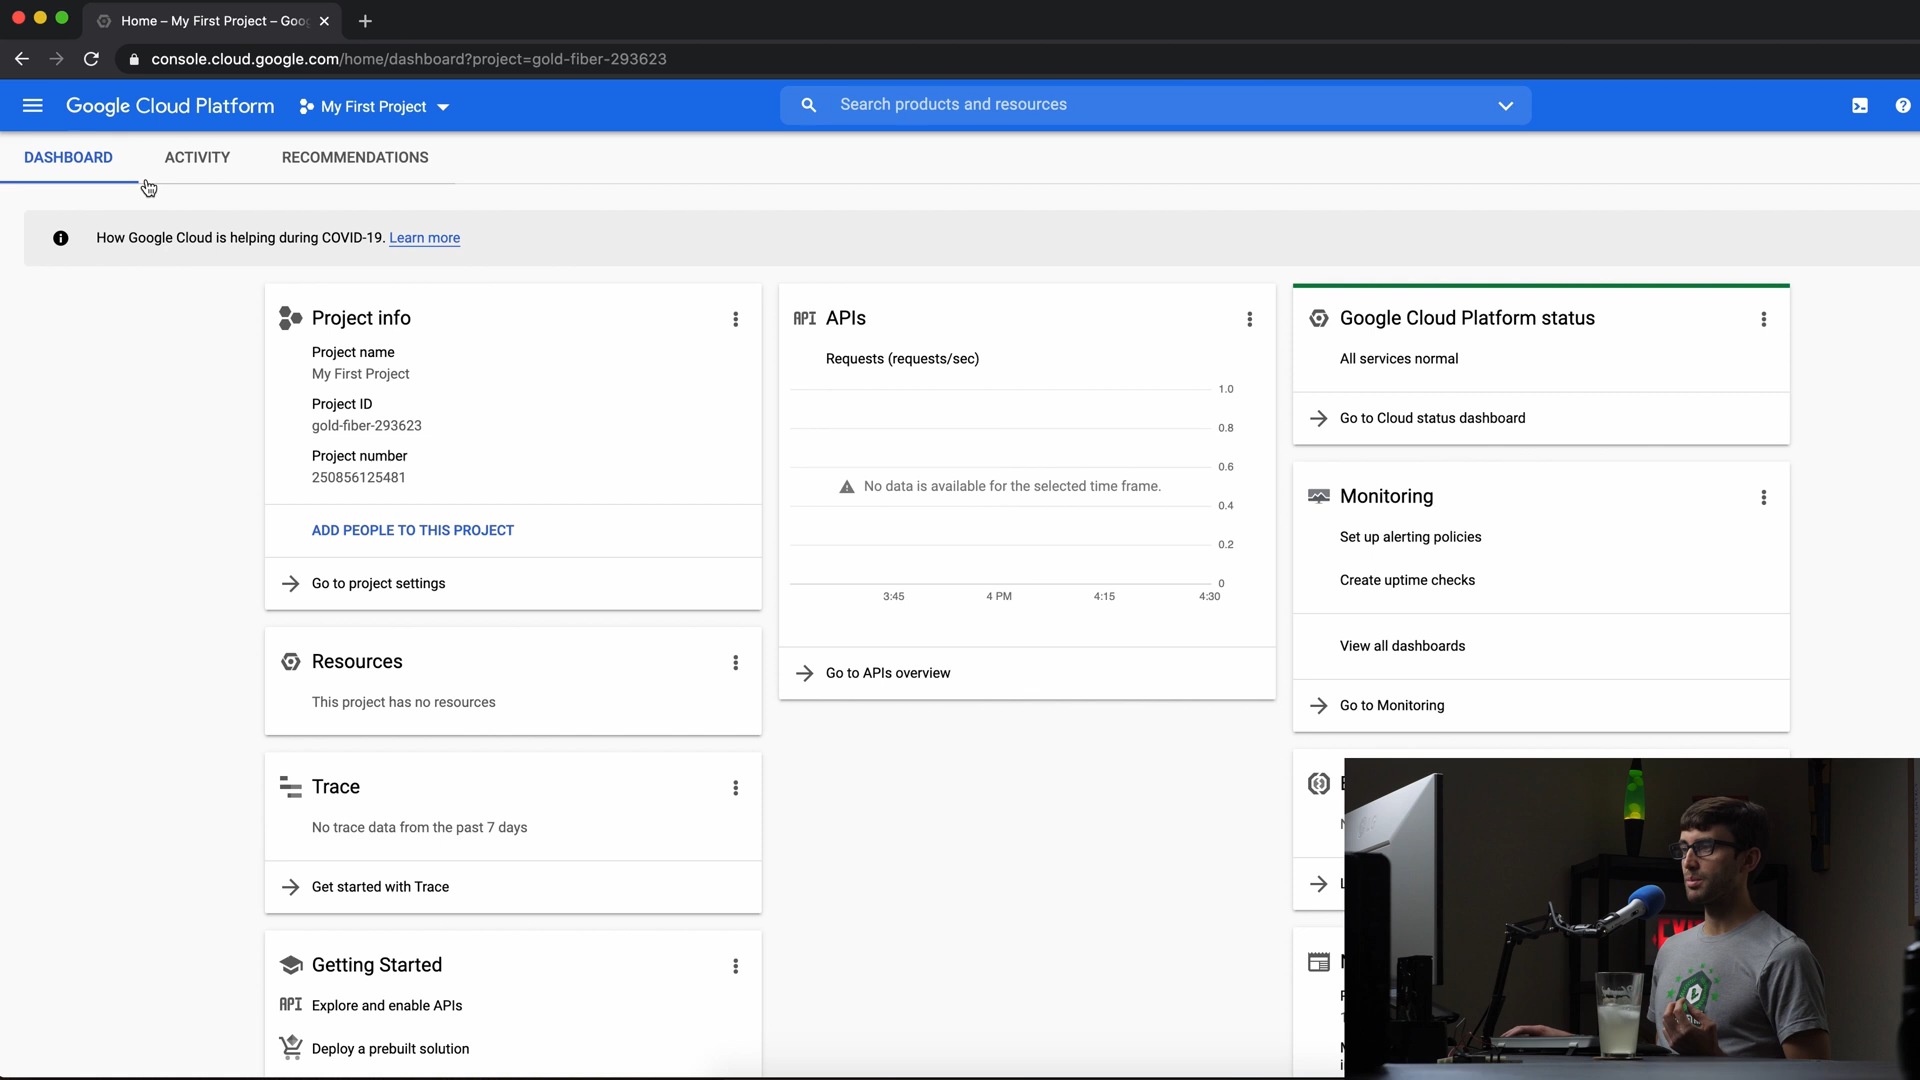 Home – My First Project – Goo
console.cloud.google.com/home/dashboard?project=gold-fiber-293623
Google Cloud Platform
My First Project
Search products and resources
DASHBOARD
ACTIVITY
RECOMMENDATIONS
How Google Cloud is helping during COVID-19. Learn more
Project info
Project name
My First Project
Project ID
gold-fiber-293623
Project number
250856125481
ADD PEOPLE TO THIS PROJECT
Go to project settings
Resources
This project has no resources
Trace
No trace data from the past 7 days
Get started with Trace
Getting Started
API Explore and enable APIs
Deploy a prebuilt solution
API APIs
Requests (requests/sec)
1.0
0.8
0.6
No data is available for the selected time frame.
0.4
0.2
0
3:45 4 PM 4:15 4:30
Go to APIs overview
Google Cloud Platform status
All services normal
Go to Cloud status dashboard
Monitoring
Set up alerting policies
Create uptime checks
View all dashboards
Go to Monitoring